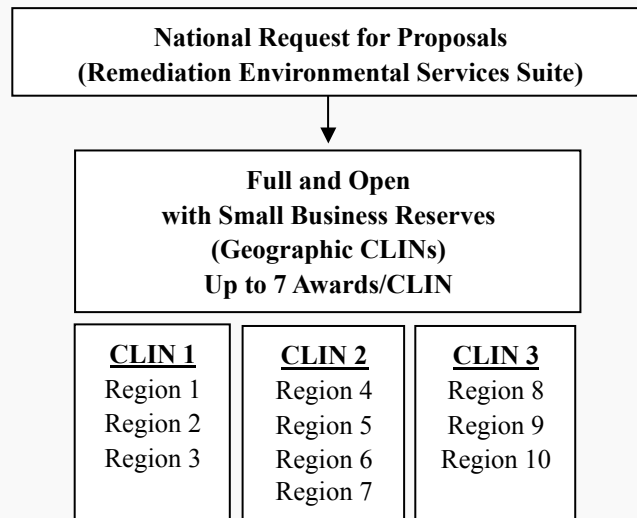 National Request for Proposals
(Remediation Environmental Services Suite)
Full and Open
with Small Business Reserves
(Geographic CLINs)
Up to 7 Awards/CLIN
CLIN 1
Region 1
Region 2
Region 3
CLIN 2
Region 4
Region 5
Region 6
Region 7
CLIN 3
Region 8
Region 9
Region 10